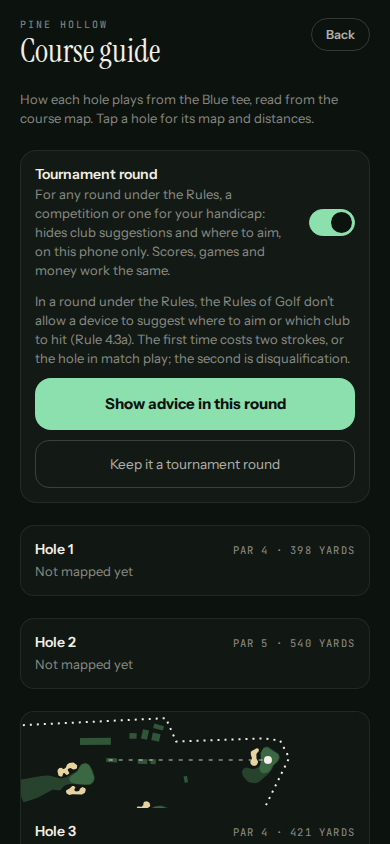 PINE HOLLOW
Course guide
Back
How each hole plays from the Blue tee, read from the
course map. Tap a hole for its map and distances.
Tournament round
For any round under the Rules, a
competition or one for your handicap:
hides club suggestions and where to aim,
on this phone only. Scores, games and
money work the same.
In a round under the Rules, the Rules of Golf don't
allow a device to suggest where to aim or which club
to hit (Rule 4.3a). The first time costs two strokes, or
the hole in match play; the second is disqualification.
Show advice in this round
Keep it a tournament round
Hole 1
PAR 4 · 398 YARDS
Not mapped yet
Hole 2
PAR 5 · 540 YARDS
Not mapped yet
Hole 3
PAR 4 · 421 YARDS